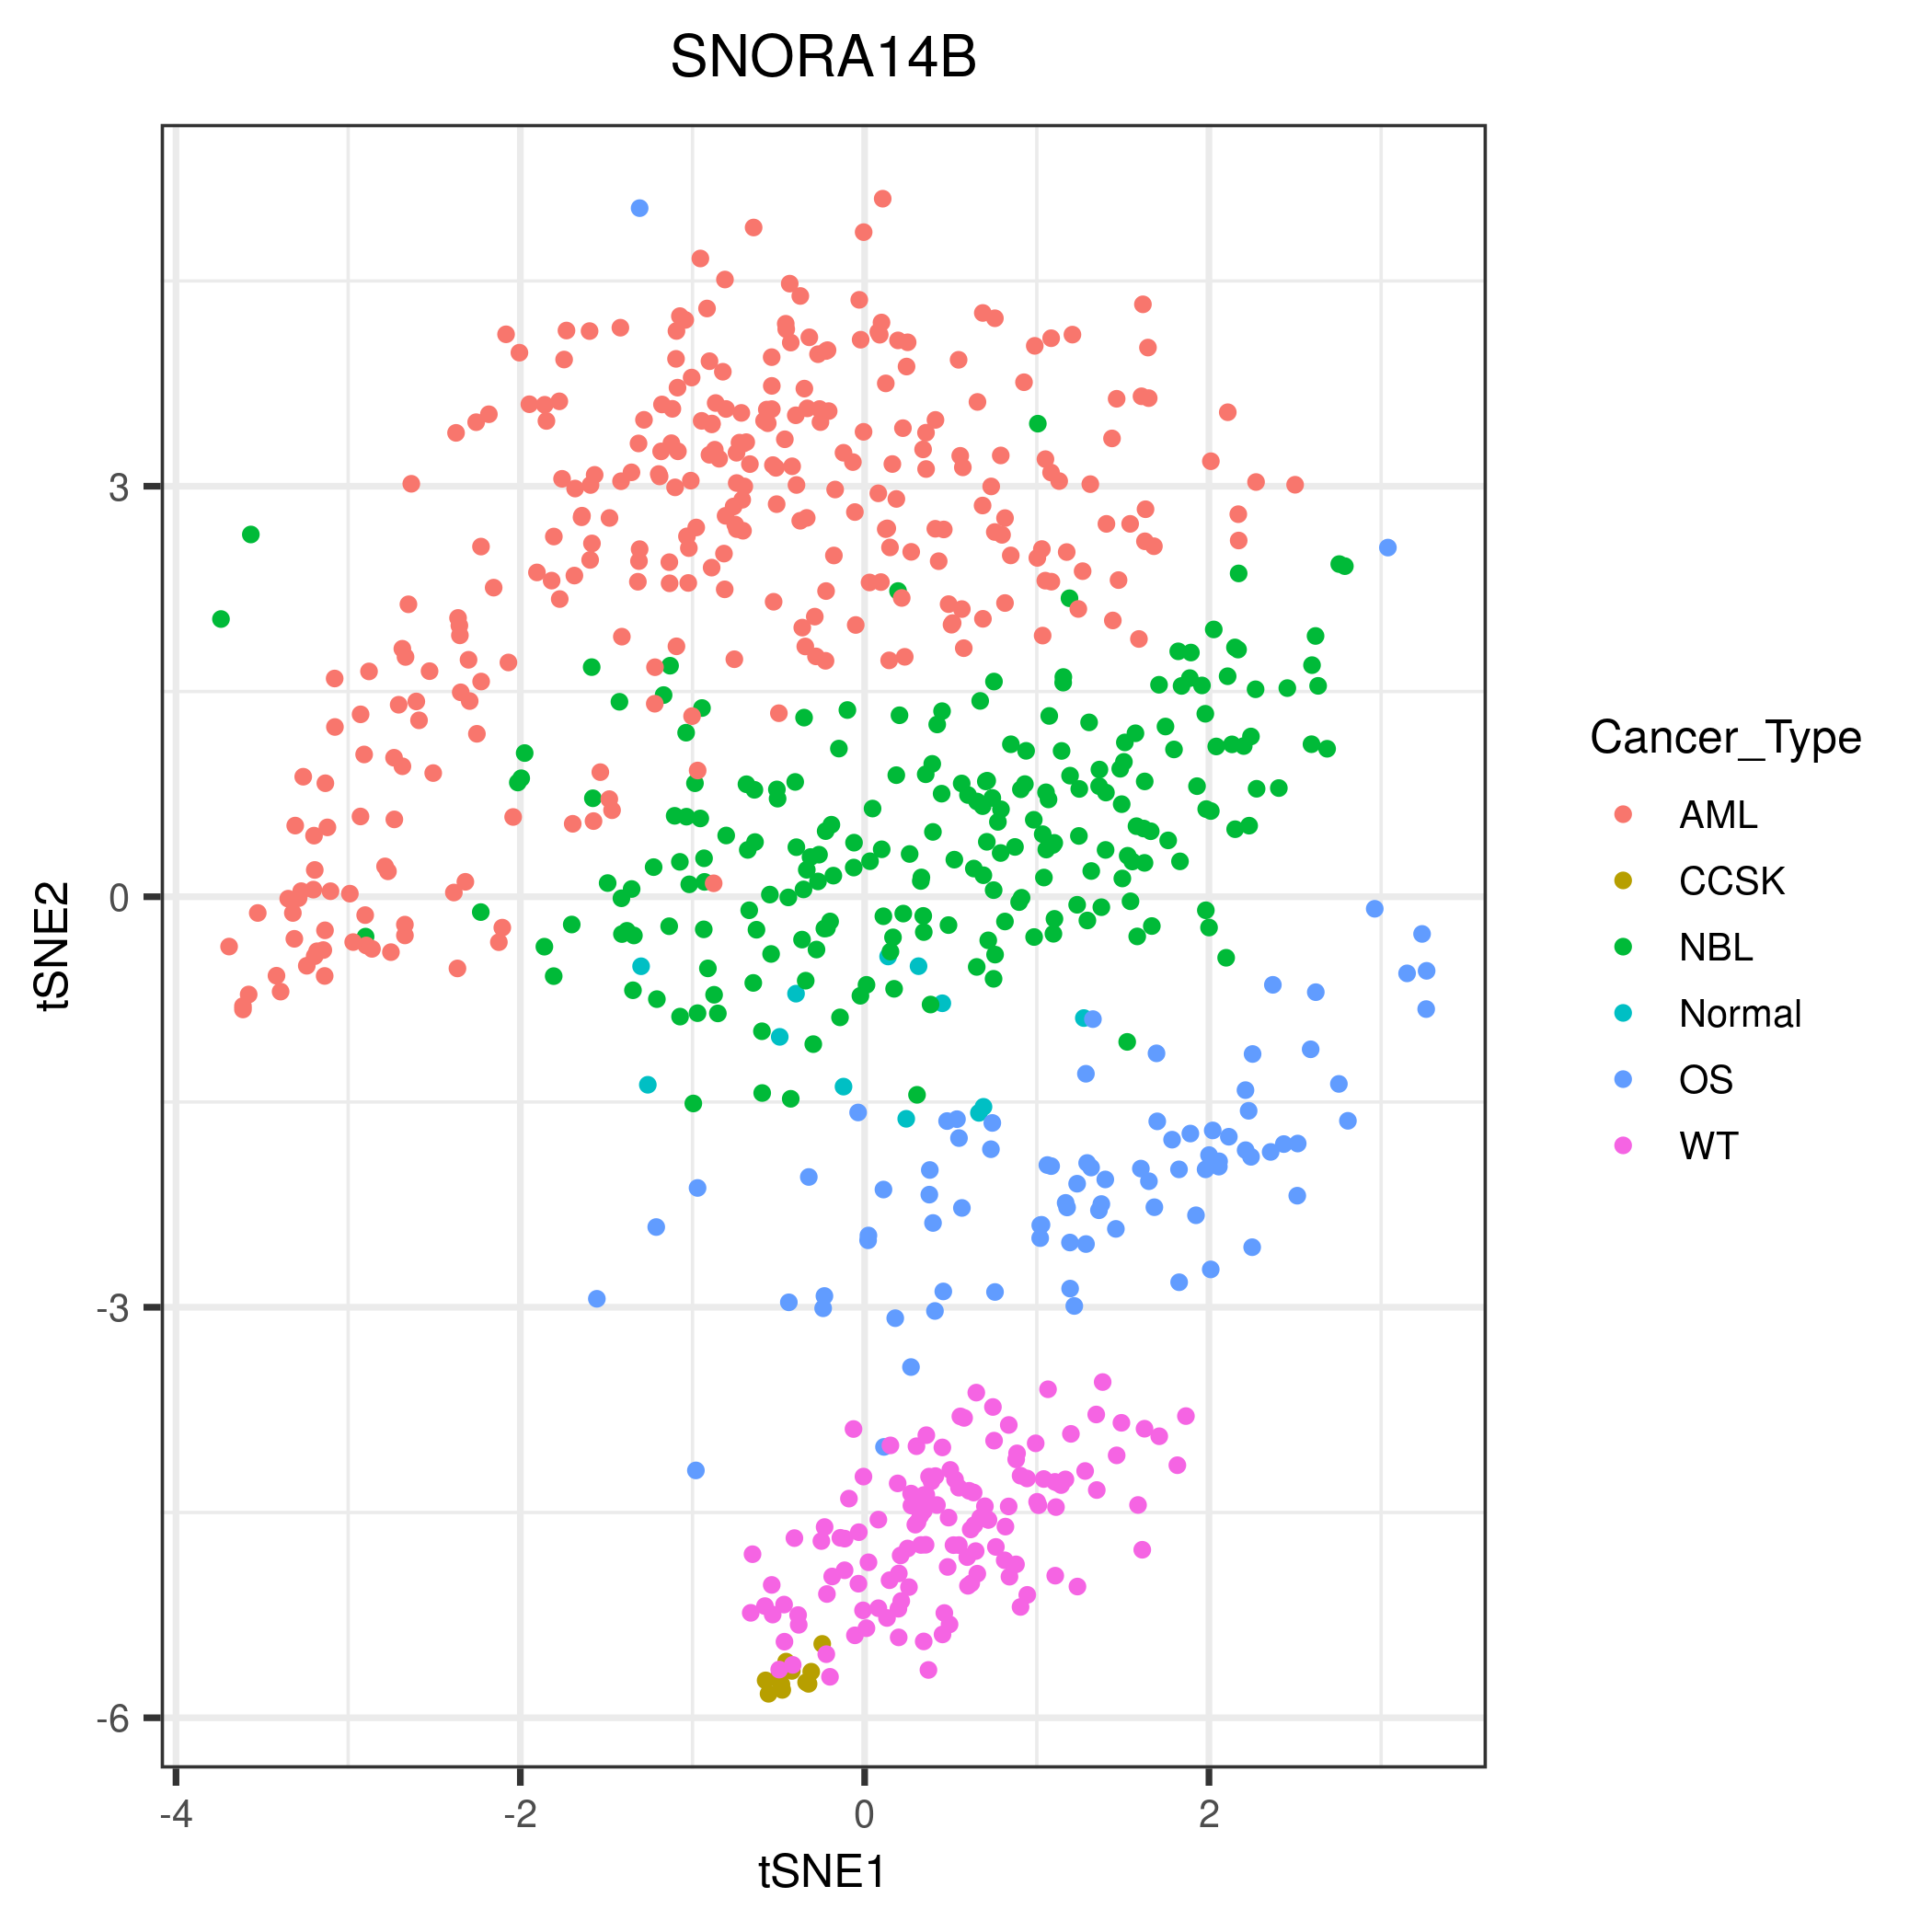 SNORA14B
3
0
-3
-6
tSNE2
-4
-2
0
2
tSNE1
Cancer_Type
AML
CCSK
NBL
Normal
OS
WT